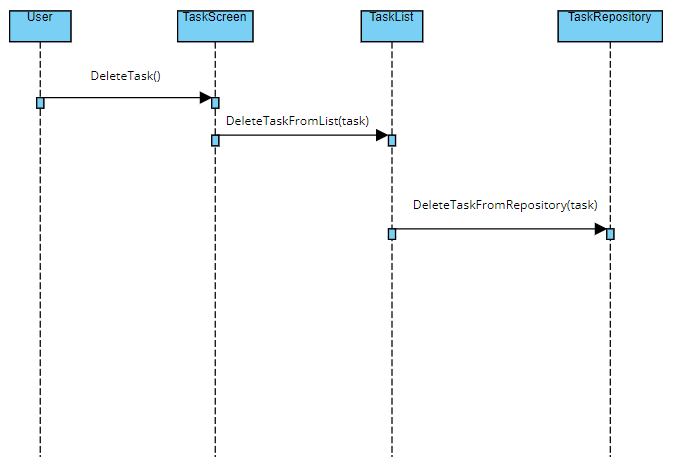 User
TaskScreen
TaskList
TaskRepository
DeleteTask()
DeleteTaskFromList(task)
DeleteTaskFromRepository(task)